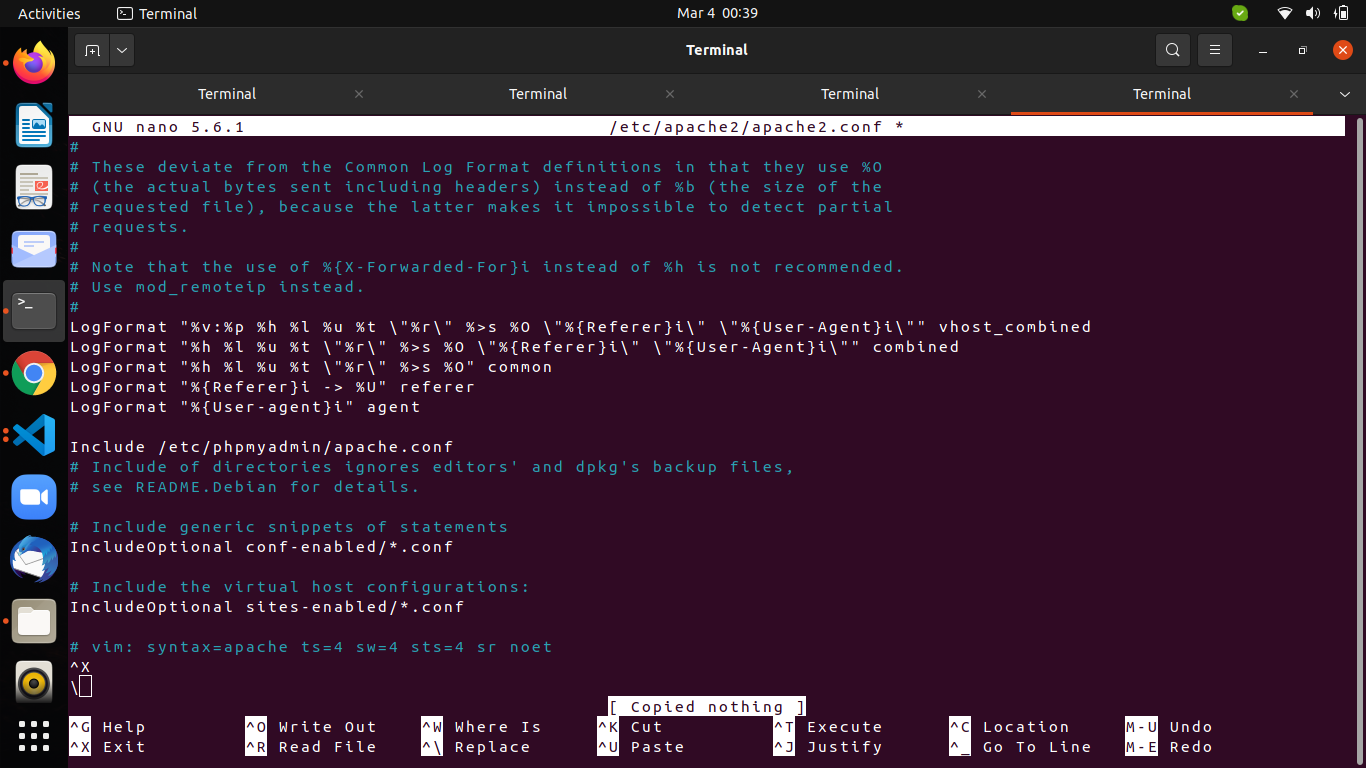 Activities
Terminal
Mar 4 00:39
Terminal
Terminal
Terminal
Terminal
Terminal
GNU nano 5.6.1 /etc/apache2/apache2.conf *
#
# These deviate from the Common Log Format definitions in that they use %O
# (the actual bytes sent including headers) instead of %b (the size of the
# requested file), because the latter makes it impossible to detect partial
# requests.
#
# Note that the use of %{X-Forwarded-For}i instead of %h is not recommended.
# Use mod_remoteip instead.
#
LogFormat "%v:%p %h %l %u %t \"%r\" %>s %O \"%{Referer}i\" \"%{User-Agent}i\"" vhost_combined
LogFormat "%h %l %u %t \"%r\" %>s %O \"%{Referer}i\" \"%{User-Agent}i\"" combined
LogFormat "%h %l %u %t \"%r\" %>s %O" common
LogFormat "%{Referer}i -> %U" referer
LogFormat "%{User-agent}i" agent
Include /etc/phpmyadmin/apache.conf
# Include of directories ignores editors' and dpkg's backup files,
# see README.Debian for details.
# Include generic snippets of statements
IncludeOptional conf-enabled/*.conf
# Include the virtual host configurations:
IncludeOptional sites-enabled/*.conf
# vim: syntax=apache ts=4 sw=4 sts=4 sr noet
^X
\
[ Copied nothing ]
^G Help ^O Write Out ^W Where Is ^K Cut ^T Execute ^C Location M-U Undo
^X Exit ^R Read File ^\ Replace ^U Paste ^J Justify ^_ Go To Line M-E Redo